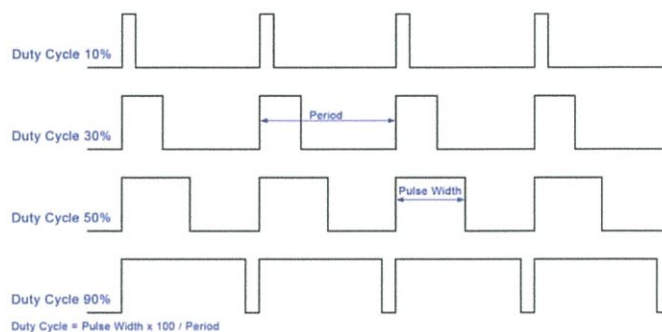 Duty Cycle 10%
Period
Duty Cycle 30%
Pulse Width
Duty Cycle 50%
Duty Cycle 90%
Duty Cycle = Pulse Width x 100 / Period